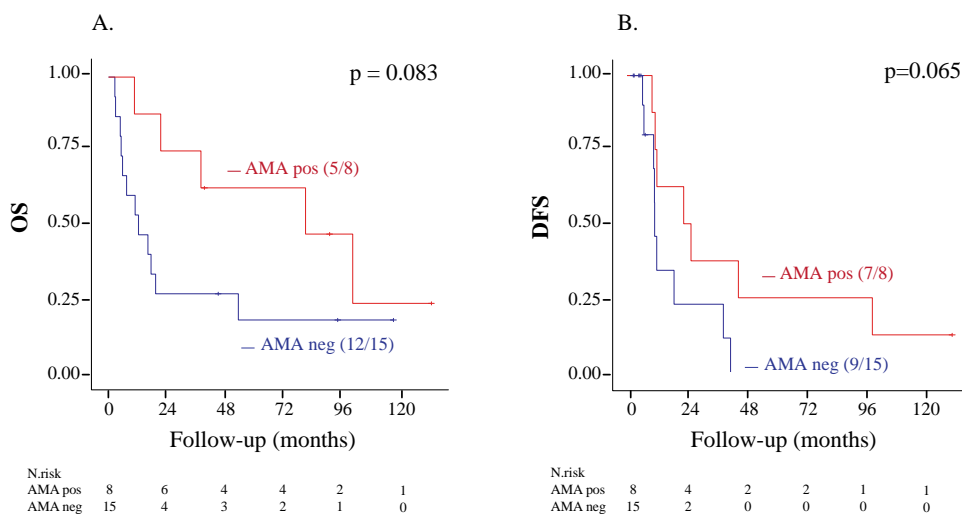 A.
p = 0.083
1.00
0.75
0.50
0.25
0.00
OS
AMA pos (5/8)
AMA neg (12/15)
0 24 48 72 96 120
Follow-up (months)
N.risk
AMA pos 8 6 4 4 2 1
AMA neg 15 4 3 2 1 0
B.
p=0.065
1.00
0.75
0.50
0.25
0.00
DFS
AMA pos (7/8)
AMA neg (9/15)
0 24 48 72 96 120
Follow-up (months)
N.risk
AMA pos 8 4 2 2 1 1
AMA neg 15 2 0 0 0 0